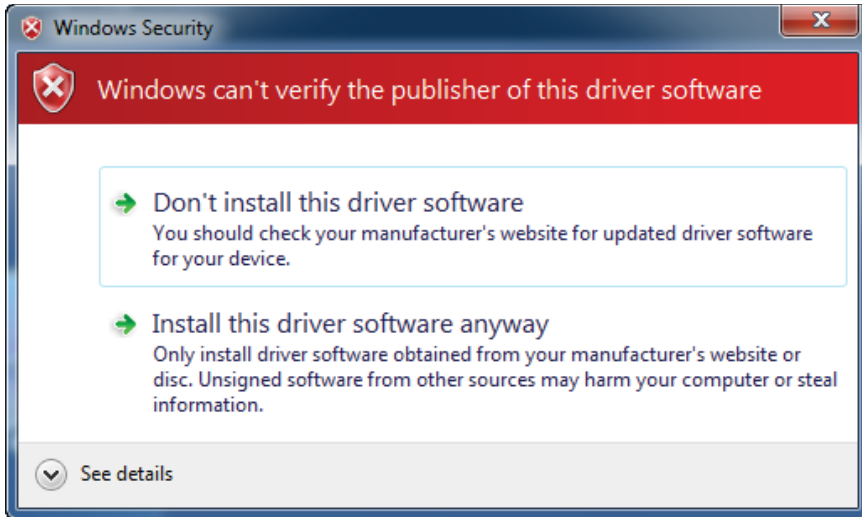 Windows Security
Windows can't verify the publisher of this driver software
Don't install this driver software
You should check your manufacturer's website for updated driver software
for your device.
Install this driver software anyway
Only install driver software obtained from your manufacturer's website or
disc. Unsigned software from other sources may harm your computer or steal
information.
See details